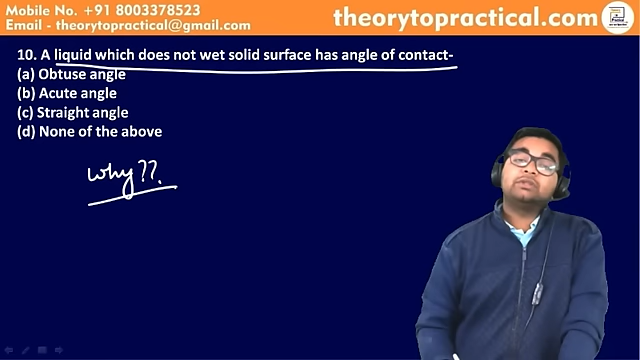 Mobile No. +91 8003378523
Email - theorytopractical@gmail.com
theorytopractical.com
10. A liquid which does not wet solid surface has angle of contact-
(a) Obtuse angle
(b) Acute angle
(c) Straight angle
(d) None of the above
why??.